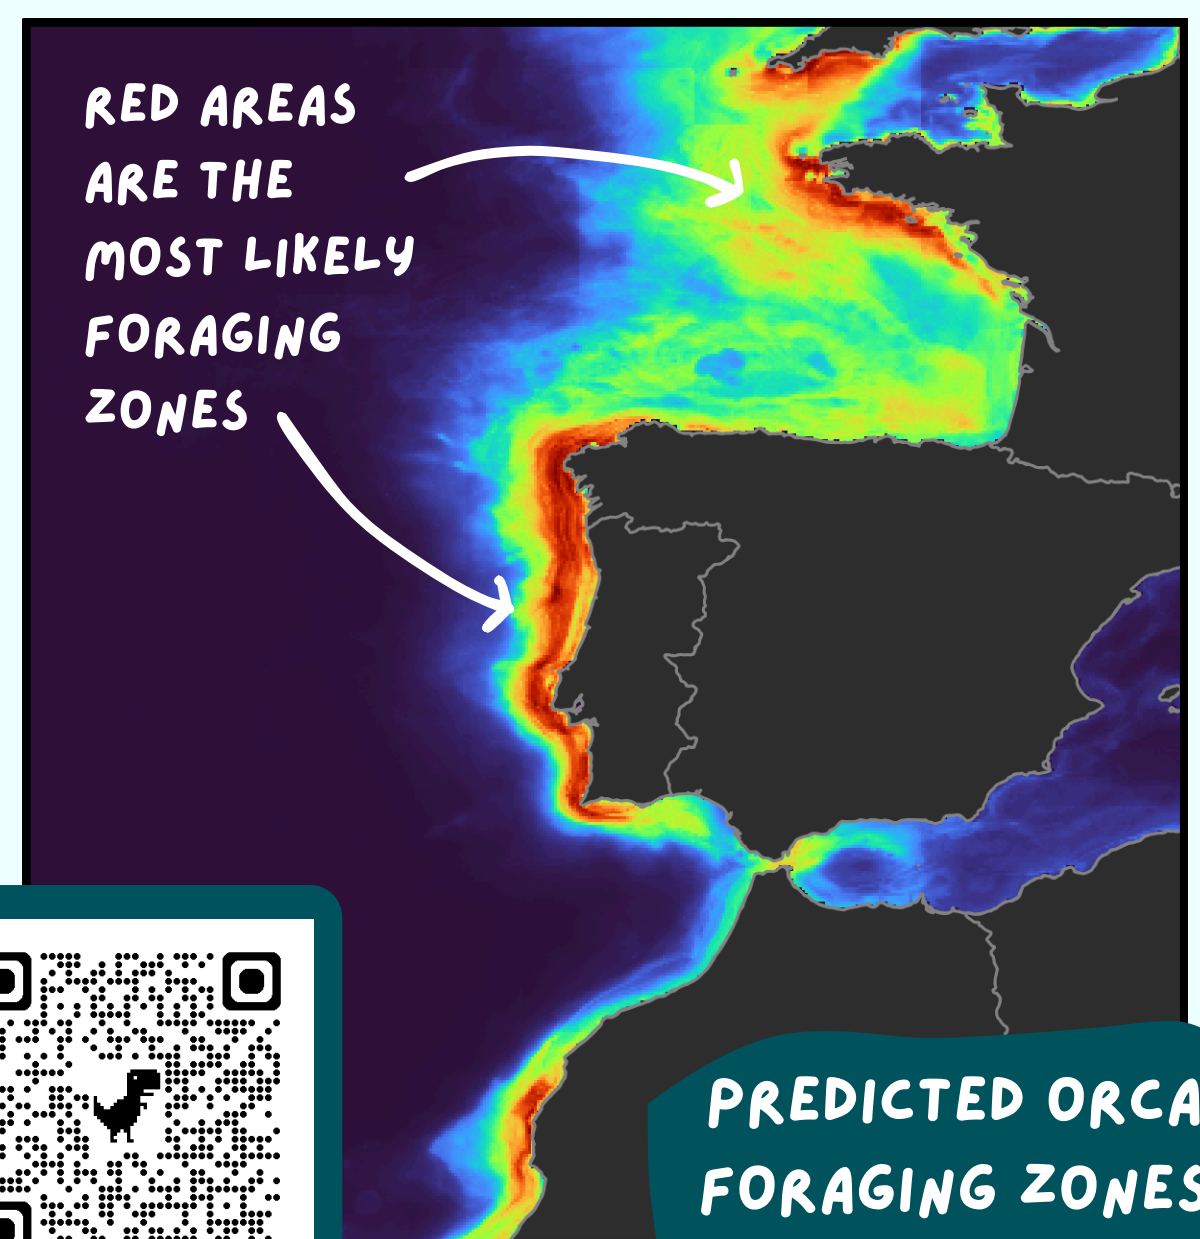 RED AREAS
ARE THE
MOST LIKELY
FORAGING
ZONES
PREDICTED ORCA
FORAGING ZONES